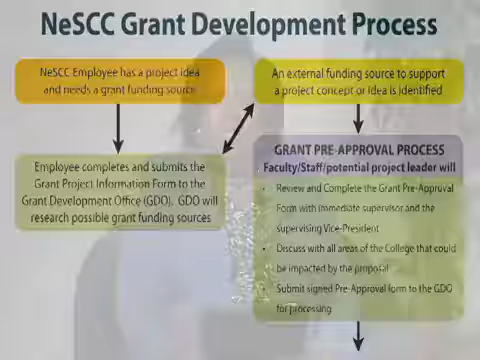 NeSCC Grant Development Process
NeSCC Employee has a project idea
and needs a grant funding source
An external funding source to support
a project concept or idea is identified
Employee completes and submits the
Grant Project Information Form to the
Grant Development Office (GDO). GDO will
research possible grant funding sources
GRANT PRE-APPROVAL PROCESS
Faculty/Staff/potential project leader will
• Review and Complete the Grant Pre-Approval
Form with immediate supervisor and the
supervising Vice-President
• Discuss with all areas of the College that could
be impacted by the proposal
• Submit signed Pre-Approval form to the GDO
for processing